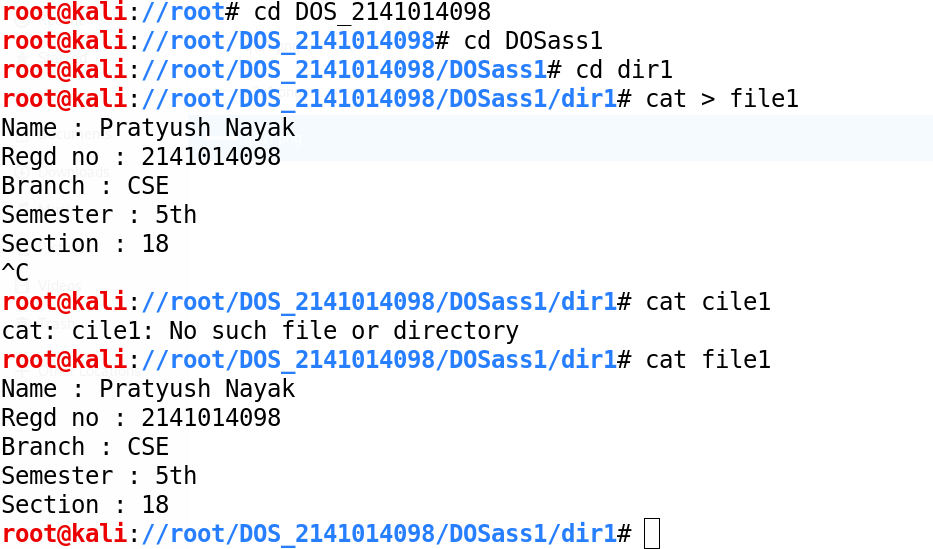 root@kali://root# cd DOS_2141014098
root@kali://root/DOS_2141014098# cd DOSass1
root@kali://root/DOS_2141014098/DOSass1# cd dir1
root@kali://root/DOS_2141014098/DOSass1/dir1# cat > file1
Name : Pratyush Nayak
Regd no : 2141014098
Branch : CSE
Semester : 5th
Section : 18
^C
root@kali://root/DOS_2141014098/DOSass1/dir1# cat cile1
cat: cile1: No such file or directory
root@kali://root/DOS_2141014098/DOSass1/dir1# cat file1
Name : Pratyush Nayak
Regd no : 2141014098
Branch : CSE
Semester : 5th
Section : 18
root@kali://root/DOS_2141014098/DOSass1/dir1#